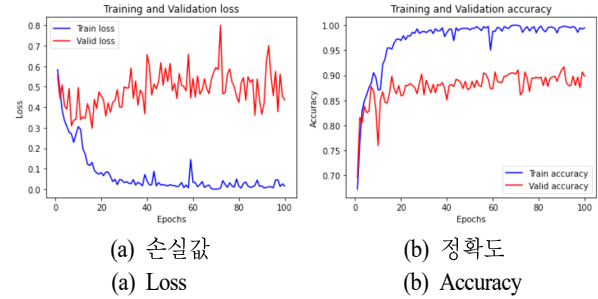 Training and Validation loss
Train loss
Valid loss
0.8
0.7
0.6
0.5
0.4
0.3
0.2
0.1
0.0
Loss
0
20
40
60
80
100
Epochs
Training and Validation accuracy
1.00
0.95
0.90
0.85
0.80
0.75
0.70
Accuracy
Train accuracy
Valid accuracy
0
20
40
60
80
100
Epochs
(a) 손실값
(b) 정확도
(a) Loss
(b) Accuracy